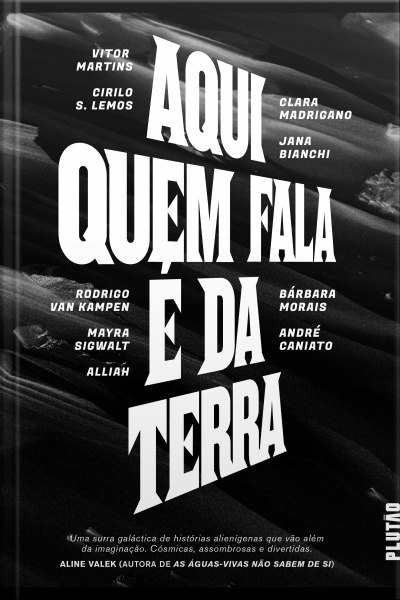 VITOR
MARTINS
CIRILO
S. LEMOS
CLARA
MADRIGANO
JANA
BIANCHI
AQUI
QUEM FALA
É DA
TERRA
RODRIGO
VAN KAMPEN
MAYRA
SIGWALT
ALLIAH
BÁRBARA
MORAIS
ANDRÉ
CANIATO
PLUTÃO
Uma surra galáctica de histórias alienígenas que vão além
da imaginação. Cósmicas, assombrosas e divertidas.
ALINE VALEK (AUTORA DE AS ÁGUAS-VIVAS NÃO SABEM DE SI)